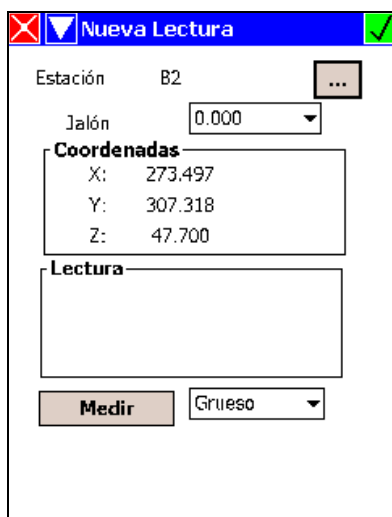 Nueva Lectura
Estación B2 ...
Jalón 0.000
Coordenadas
X: 273.497
Y: 307.318
Z: 47.700
Lectura
Medir Grueso